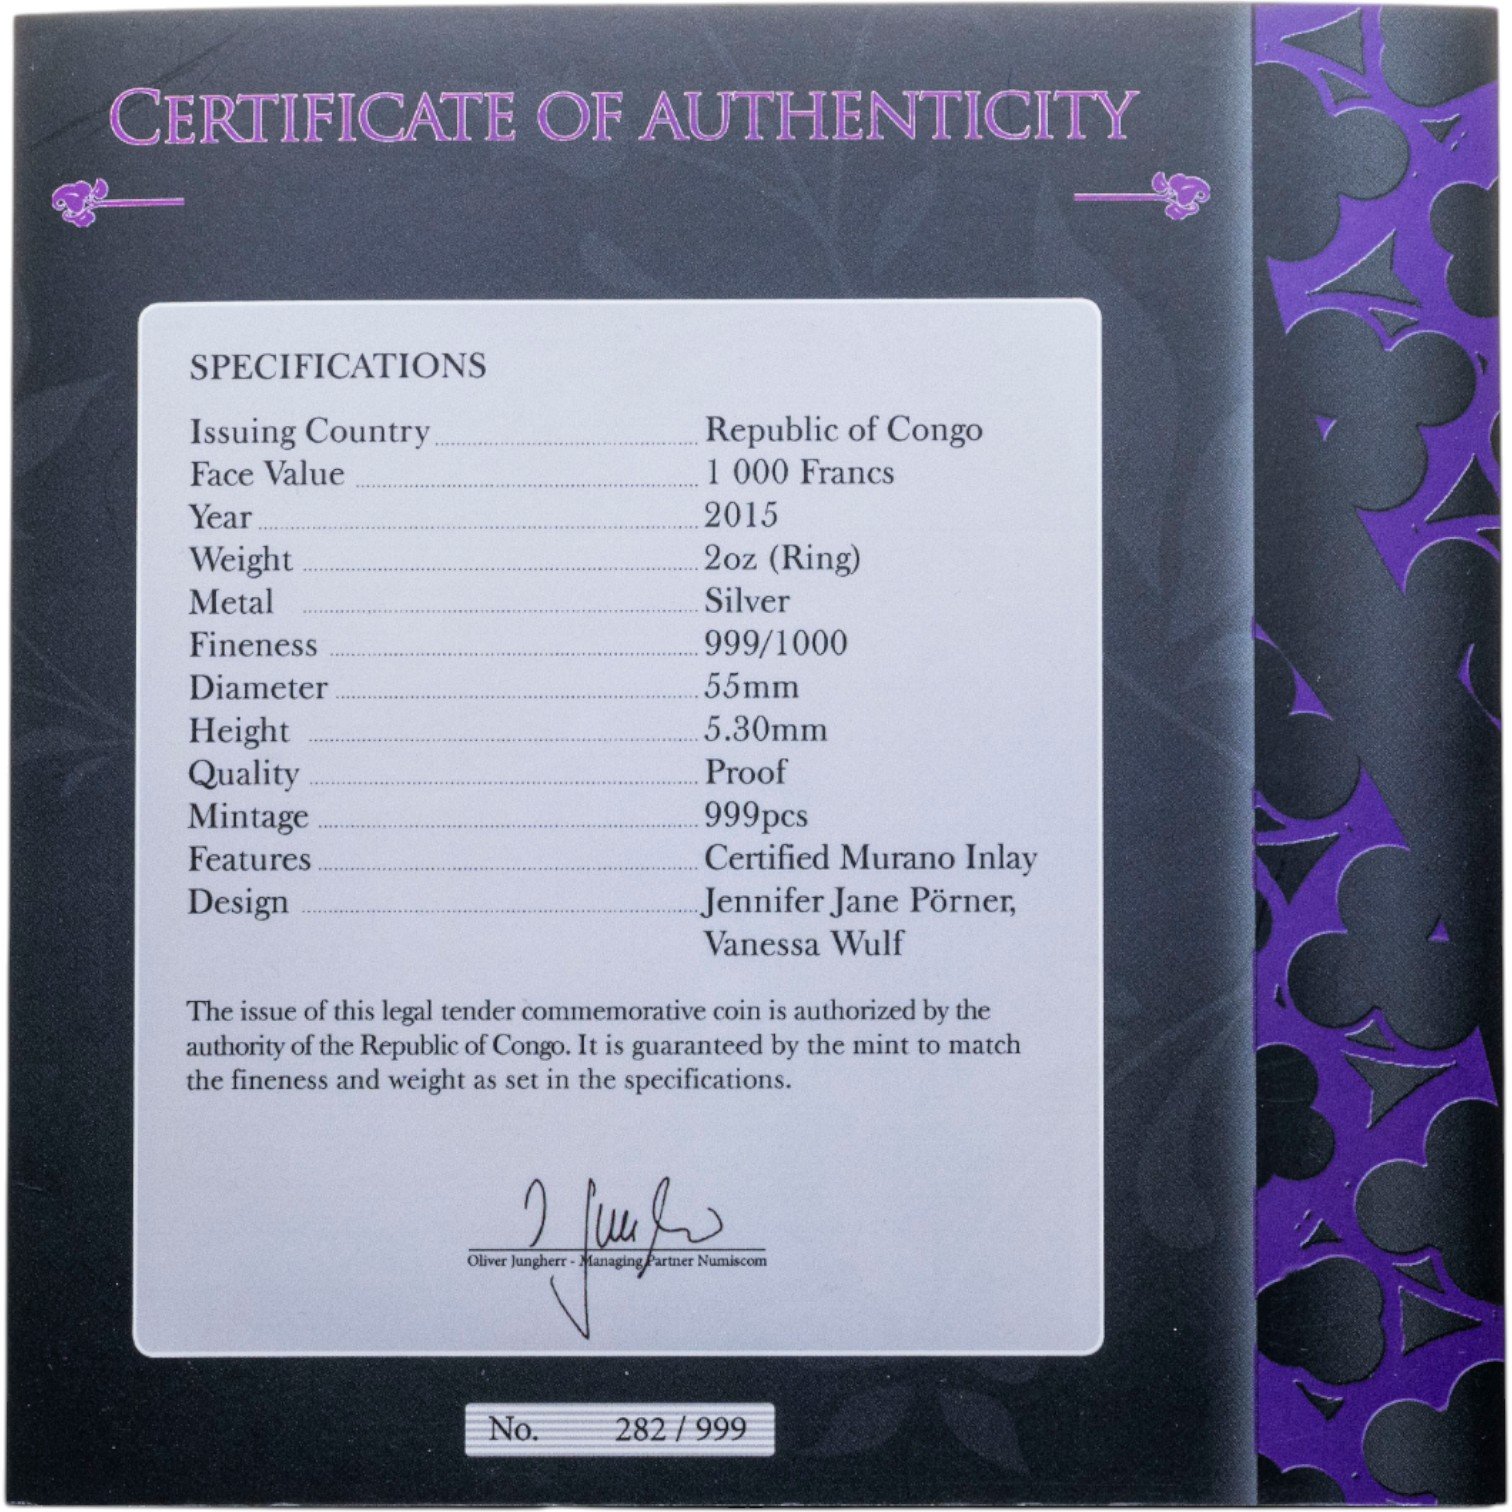 CERTIFICATE OF AUTHENTICITY
SPECIFICATIONS
Issuing Country ........ Republic of Congo
Face Value ........ 1 000 Francs
Year ........ 2015
Weight ........ 2oz (Ring)
Metal ........ Silver
Fineness ........ 999/1000
Diameter ........ 55mm
Height ........ 5.30mm
Quality ........ Proof
Mintage ........ 999pcs
Features ........ Certified Murano Inlay
Design ........ Jennifer Jane Pörner,
Vanessa Wulf
The issue of this legal tender commemorative coin is authorized by the
authority of the Republic of Congo. It is guaranteed by the mint to match
the fineness and weight as set in the specifications.
Oliver Jungherr - Managing Partner Numiscom
No. 282 / 999